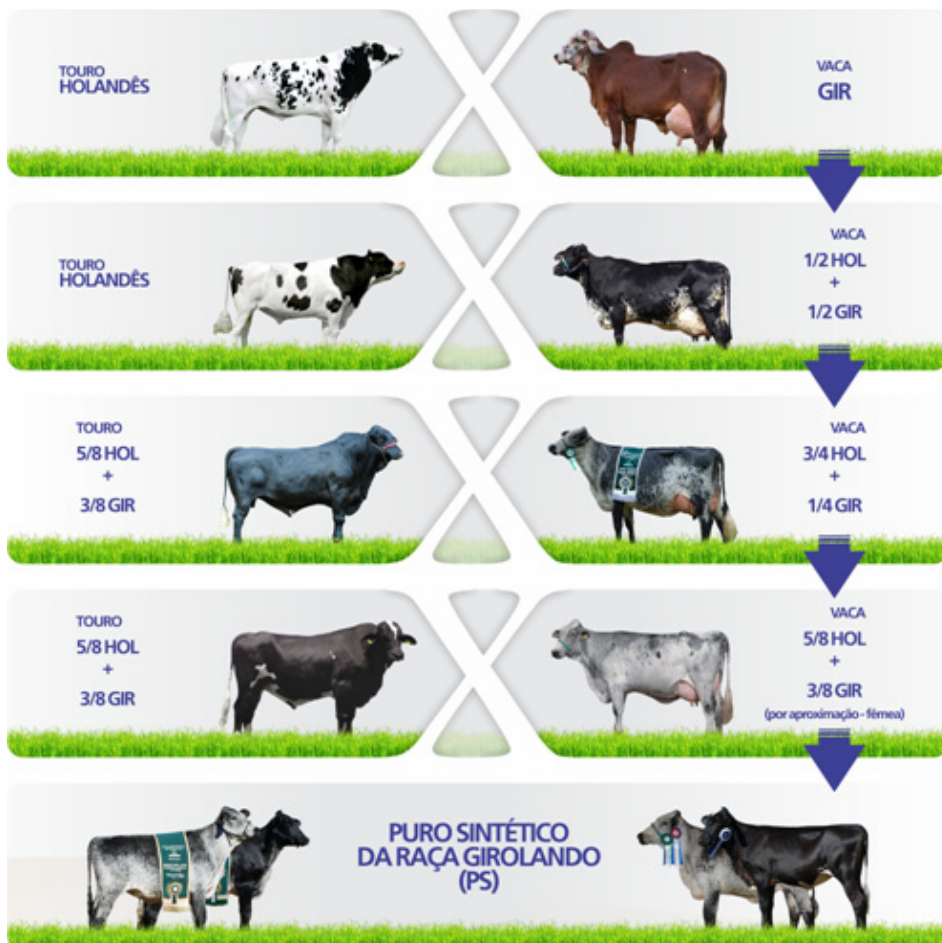 TOURO
HOLANDÊS
VACA
GIR
TOURO
HOLANDÊS
VACA
1/2 HOL
+
1/2 GIR
TOURO
5/8 HOL
+
3/8 GIR
VACA
3/4 HOL
+
1/4 GIR
TOURO
5/8 HOL
+
3/8 GIR
VACA
5/8 HOL
+
3/8 GIR
(por aproximação - fêmea)
PURO SINTÉTICO
DA RAÇA GIROLANDO
(PS)